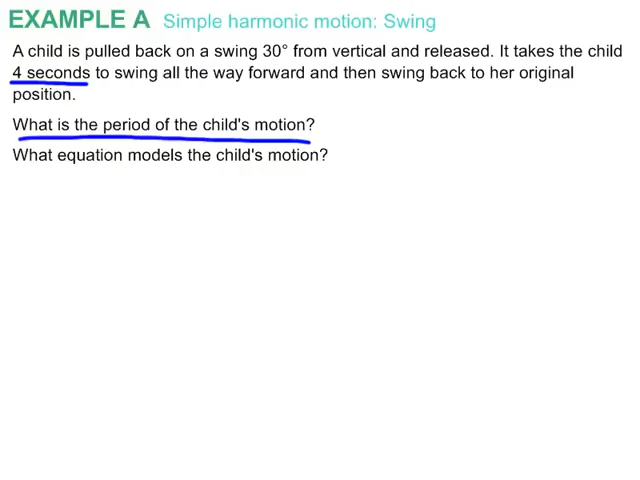 EXAMPLE A Simple harmonic motion: Swing
A child is pulled back on a swing 30° from vertical and released. It takes the child
4 seconds to swing all the way forward and then swing back to her original
position.
What is the period of the child's motion?
What equation models the child's motion?